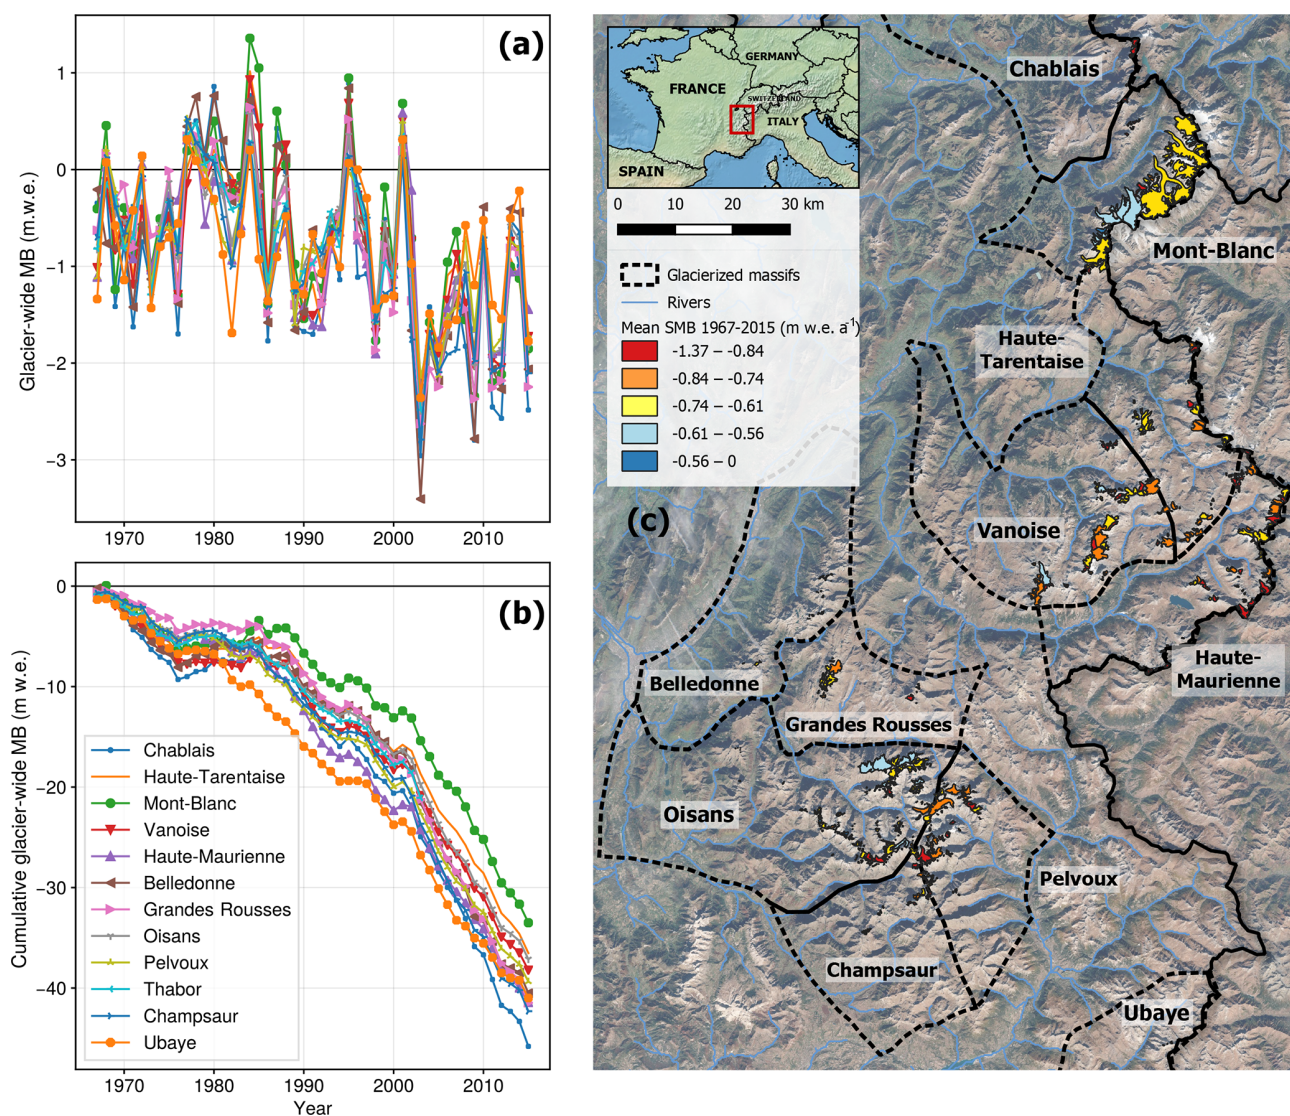 (a)
1
0
−1
−2
−3
Glacier-wide MB (m.w.e.)
1970 1980 1990 2000 2010
(b)
0
−10
−20
−30
−40
Cumulative glacier-wide MB (m w.e.)
Chablais
Haute-Tarentaise
Mont-Blanc
Vanoise
Haute-Maurienne
Belledonne
Grandes Rousses
Oisans
Pelvoux
Thabor
Champsaur
Ubaye
1970 1980 1990 2000 2010
Year
GERMANY
FRANCE
SWITZERLAND
ITALY
SPAIN
0 10 20 30 km
Glacierized massifs
Rivers
Mean SMB 1967-2015 (m w.e. a⁻¹)
-1.37 – -0.84
-0.84 – -0.74
-0.74 – -0.61
-0.61 – -0.56
-0.56 – 0
(c)
Chablais
Mont-Blanc
Haute-
Tarentaise
Vanoise
Haute-
Maurienne
Belledonne
Grandes Rousses
Oisans
Pelvoux
Champsaur
Ubaye